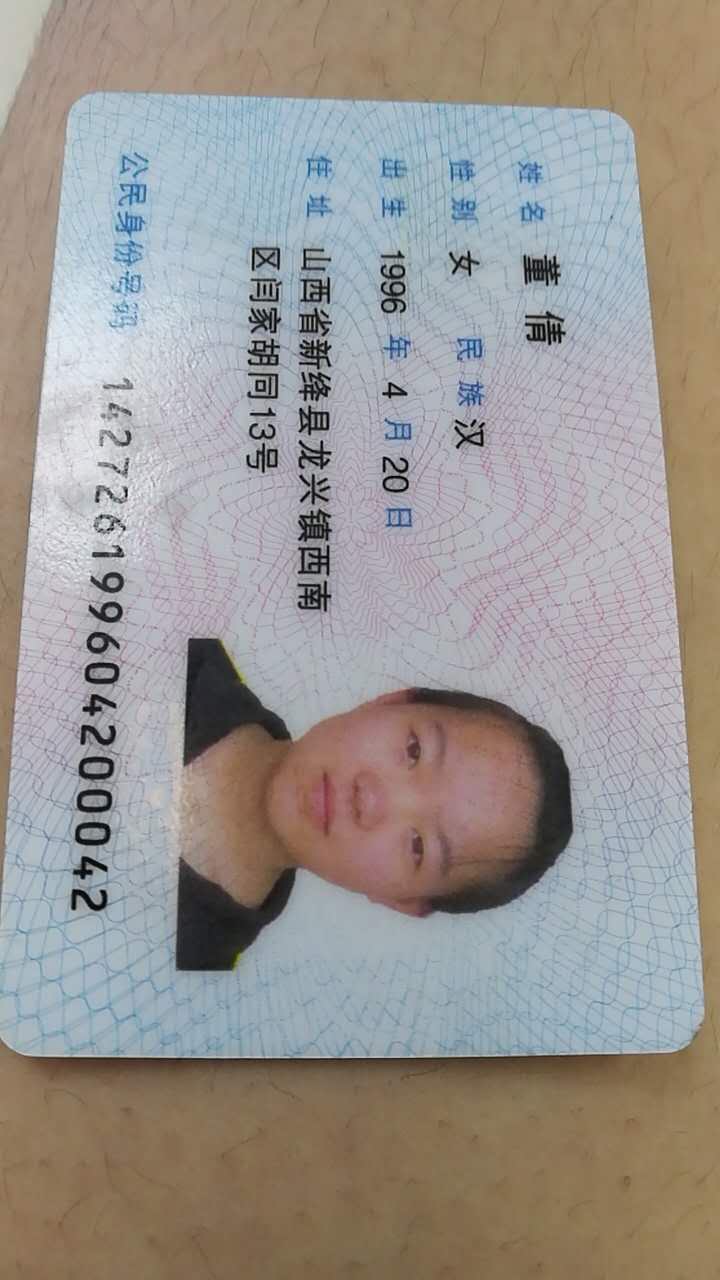 姓名 董倩
性别 女 民族 汉
出生 1996 年 4 月 20 日
住址 山西省新绛县龙兴镇西南
区闫家胡同13号
公民身份号码 142726199604200042